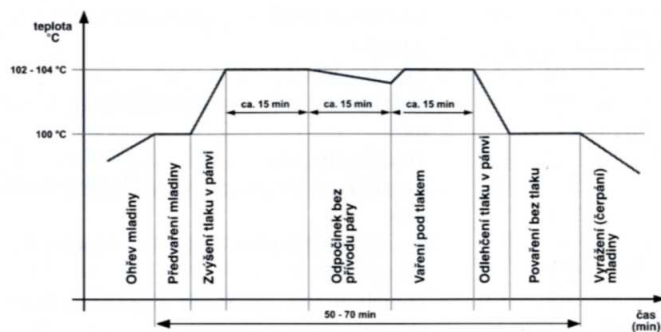 teplota
°C
102 - 104 °C
ca. 15 min
ca. 15 min
ca. 15 min
100 °C
Ohřev mladiny
Předvaření mladiny
Zvýšení tlaku v pánvi
Odpočinek bez
přívodu páry
Vaření pod tlakem
Odlehčení tlaku v pánvi
Povaření bez tlaku
Vyrážení (čerpání)
mladiny
50 - 70 min
čas
(min)